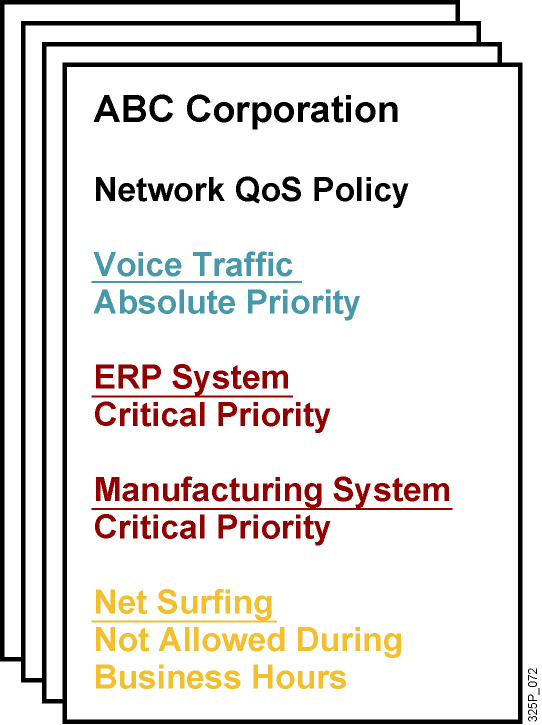 ABC Corporation
Network QoS Policy
Voice Traffic
Absolute Priority
ERP System
Critical Priority
Manufacturing System
Critical Priority
Net Surfing
Not Allowed During
Business Hours
325P_072